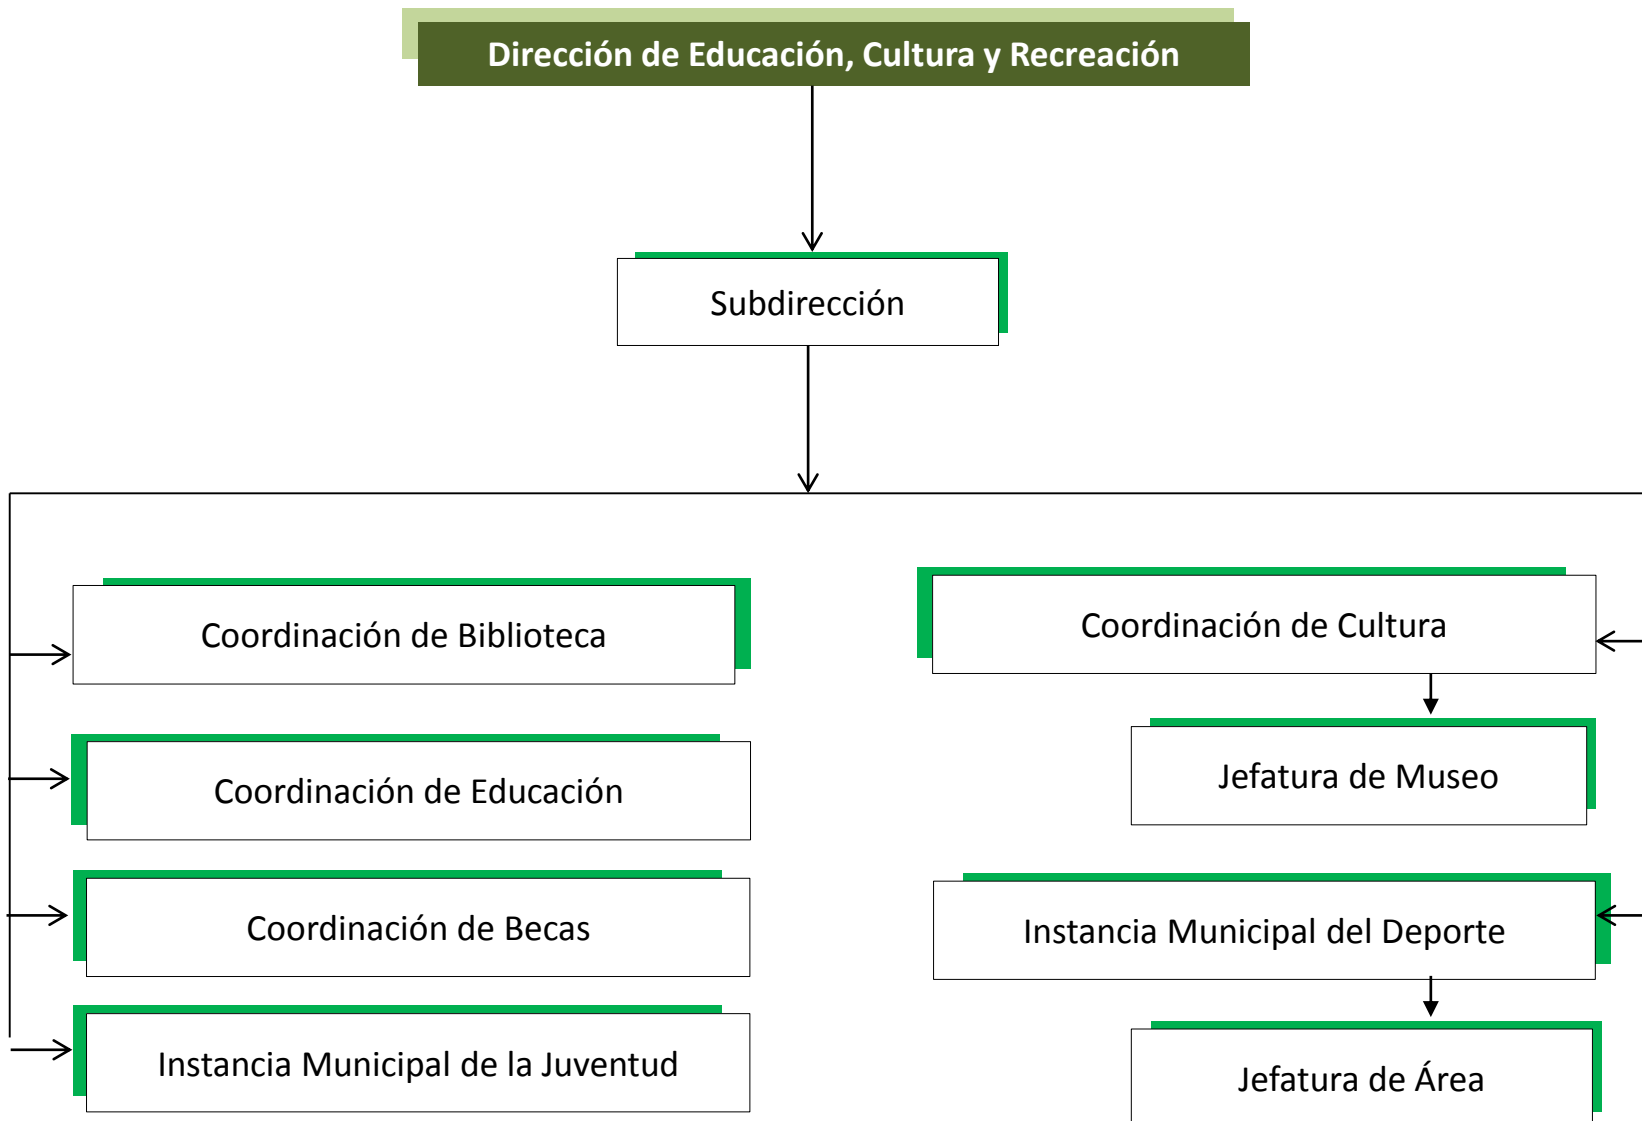 Dirección de Educación, Cultura y Recreación
Subdirección
Coordinación de Biblioteca
Coordinación de Educación
Coordinación de Becas
Instancia Municipal de la Juventud
Coordinación de Cultura
Jefatura de Museo
Instancia Municipal del Deporte
Jefatura de Área